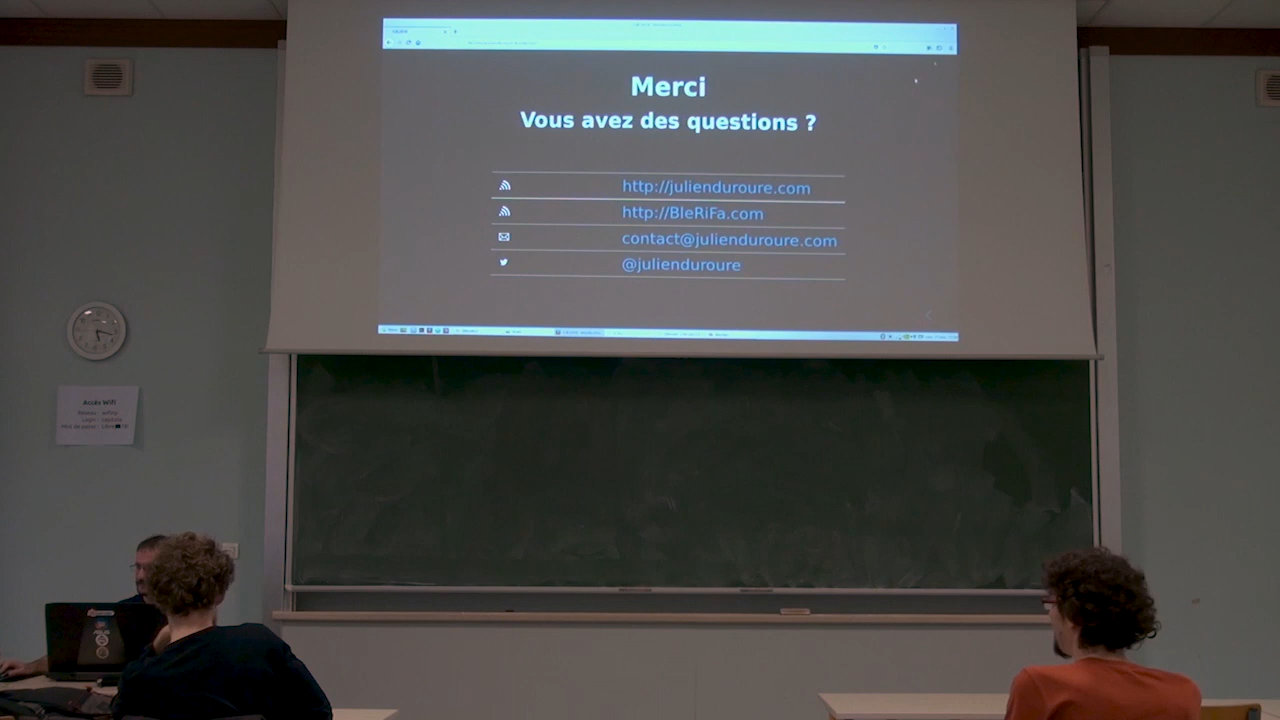 Merci
Vous avez des questions ?
http://julienduroure.com
http://BleRiFa.com
contact@julienduroure.com
@julienduroure
Accès Wifi